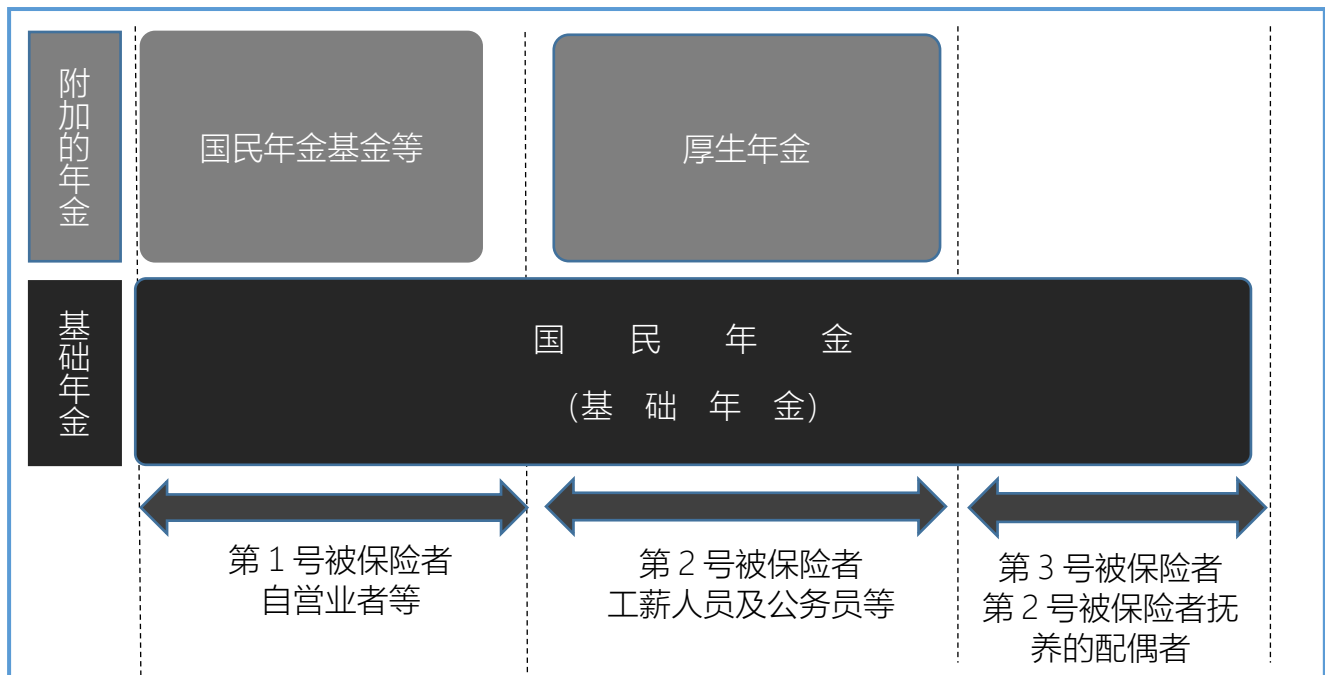 附加的年金
国民年金基金等
厚生年金
基础年金
国 民 年 金
(基 础 年 金)
第1号被保险者
自营业者等
第2号被保险者
工薪人员及公务员等
第3号被保险者
第2号被保险者抚
养的配偶者